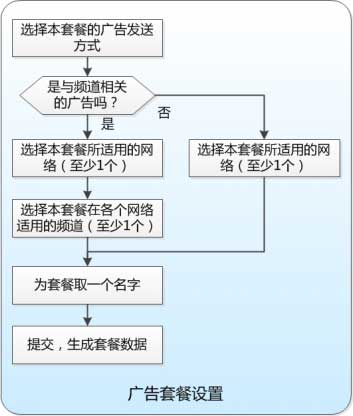 选择本套餐的广告发送
方式
是与频道相关
的广告吗？
是
否
选择本套餐所适用的网
络（至少1个）
选择本套餐所适用的网
络（至少1个）
选择本套餐在各个网络
适用的频道（至少1个）
为套餐取一个名字
提交，生成套餐数据
广告套餐设置